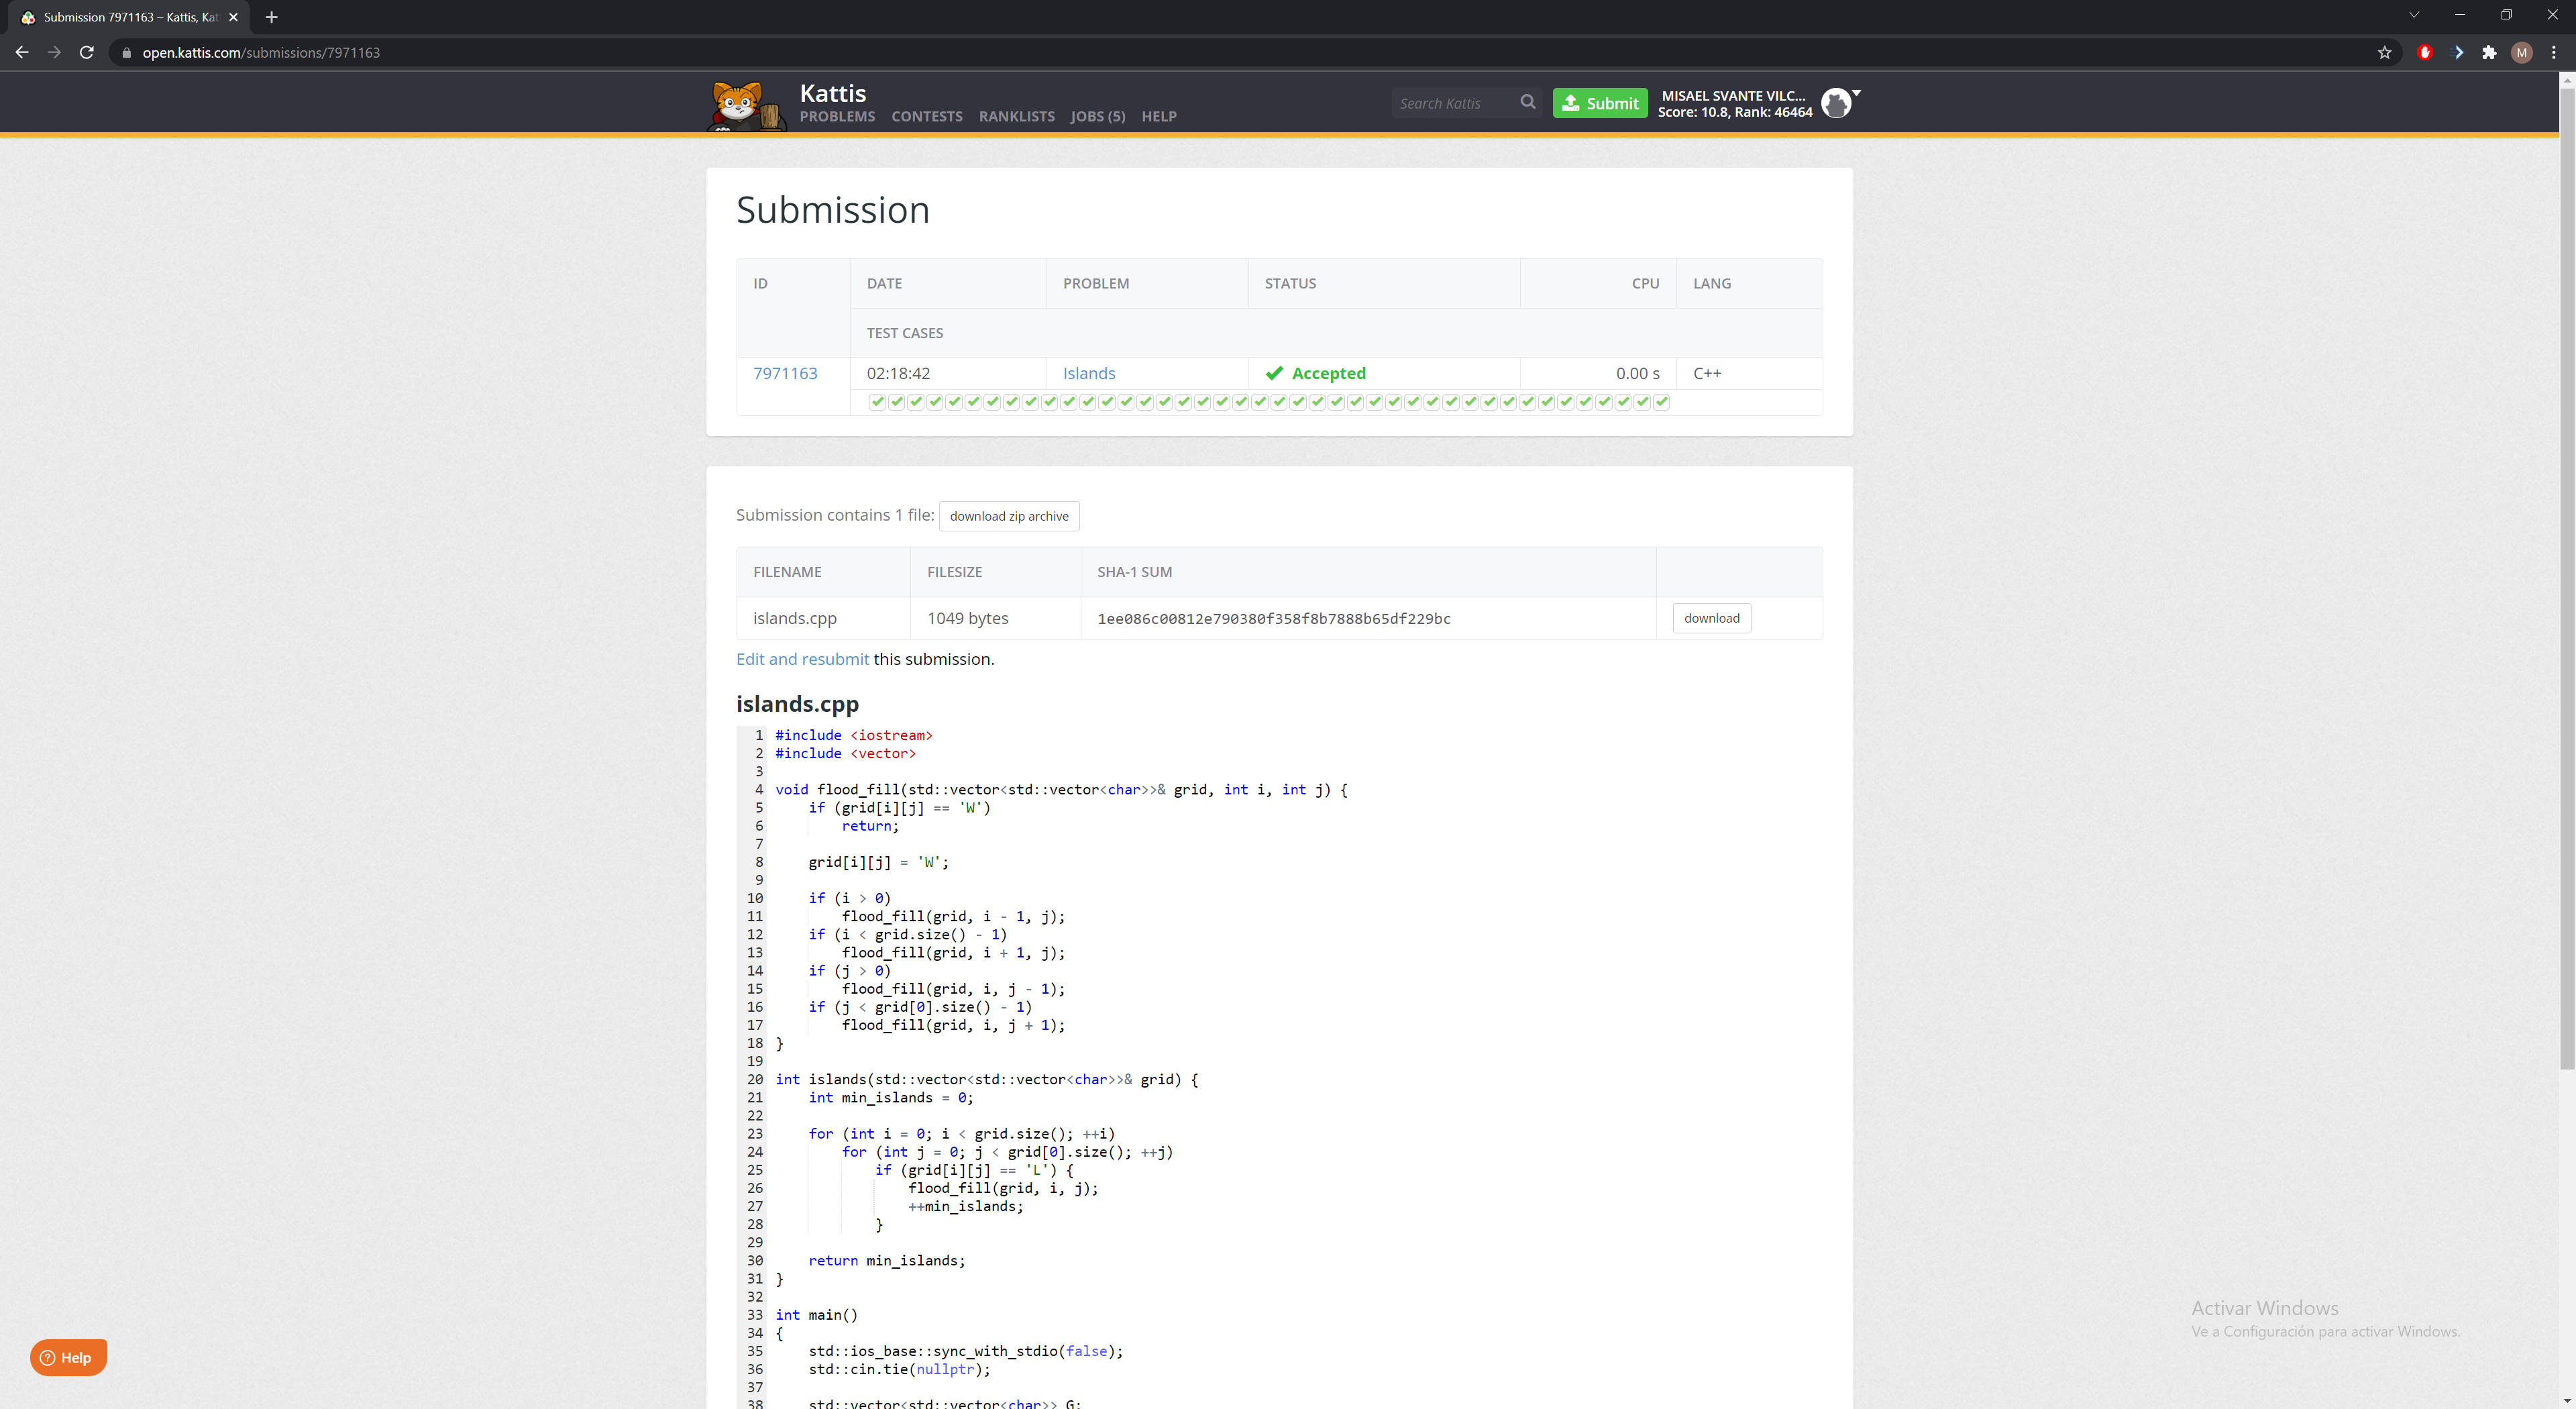 Submission 7971163 – Kattis, Kat
open.kattis.com/submissions/7971163
M
Kattis
PROBLEMS CONTESTS RANKLISTS JOBS (5) HELP
Search Kattis
Submit
MISAEL SVANTE VILC...
Score: 10.8, Rank: 46464
Submission
ID DATE PROBLEM STATUS CPU LANG
TEST CASES
7971163 02:18:42 Islands Accepted 0.00 s C++
Submission contains 1 file: download zip archive
FILENAME FILESIZE SHA-1 SUM
islands.cpp 1049 bytes 1ee086c00812e790380f358f8b7888b65df229bc download
Edit and resubmit this submission.
islands.cpp
1 #include <iostream>
2 #include <vector>
3
4 void flood_fill(std::vector<std::vector<char>>& grid, int i, int j) {
5     if (grid[i][j] == 'W')
6         return;
7
8     grid[i][j] = 'W';
9
10     if (i > 0)
11         flood_fill(grid, i - 1, j);
12     if (i < grid.size() - 1)
13         flood_fill(grid, i + 1, j);
14     if (j > 0)
15         flood_fill(grid, i, j - 1);
16     if (j < grid[0].size() - 1)
17         flood_fill(grid, i, j + 1);
18 }
19
20 int islands(std::vector<std::vector<char>>& grid) {
21     int min_islands = 0;
22
23     for (int i = 0; i < grid.size(); ++i)
24         for (int j = 0; j < grid[0].size(); ++j)
25             if (grid[i][j] == 'L') {
26                 flood_fill(grid, i, j);
27                 ++min_islands;
28             }
29
30     return min_islands;
31 }
32
33 int main()
34 {
35     std::ios_base::sync_with_stdio(false);
36     std::cin.tie(nullptr);
37
38     std::vector<std::vector<char>> G;
Help
Activar Windows
Ve a Configuración para activar Windows.